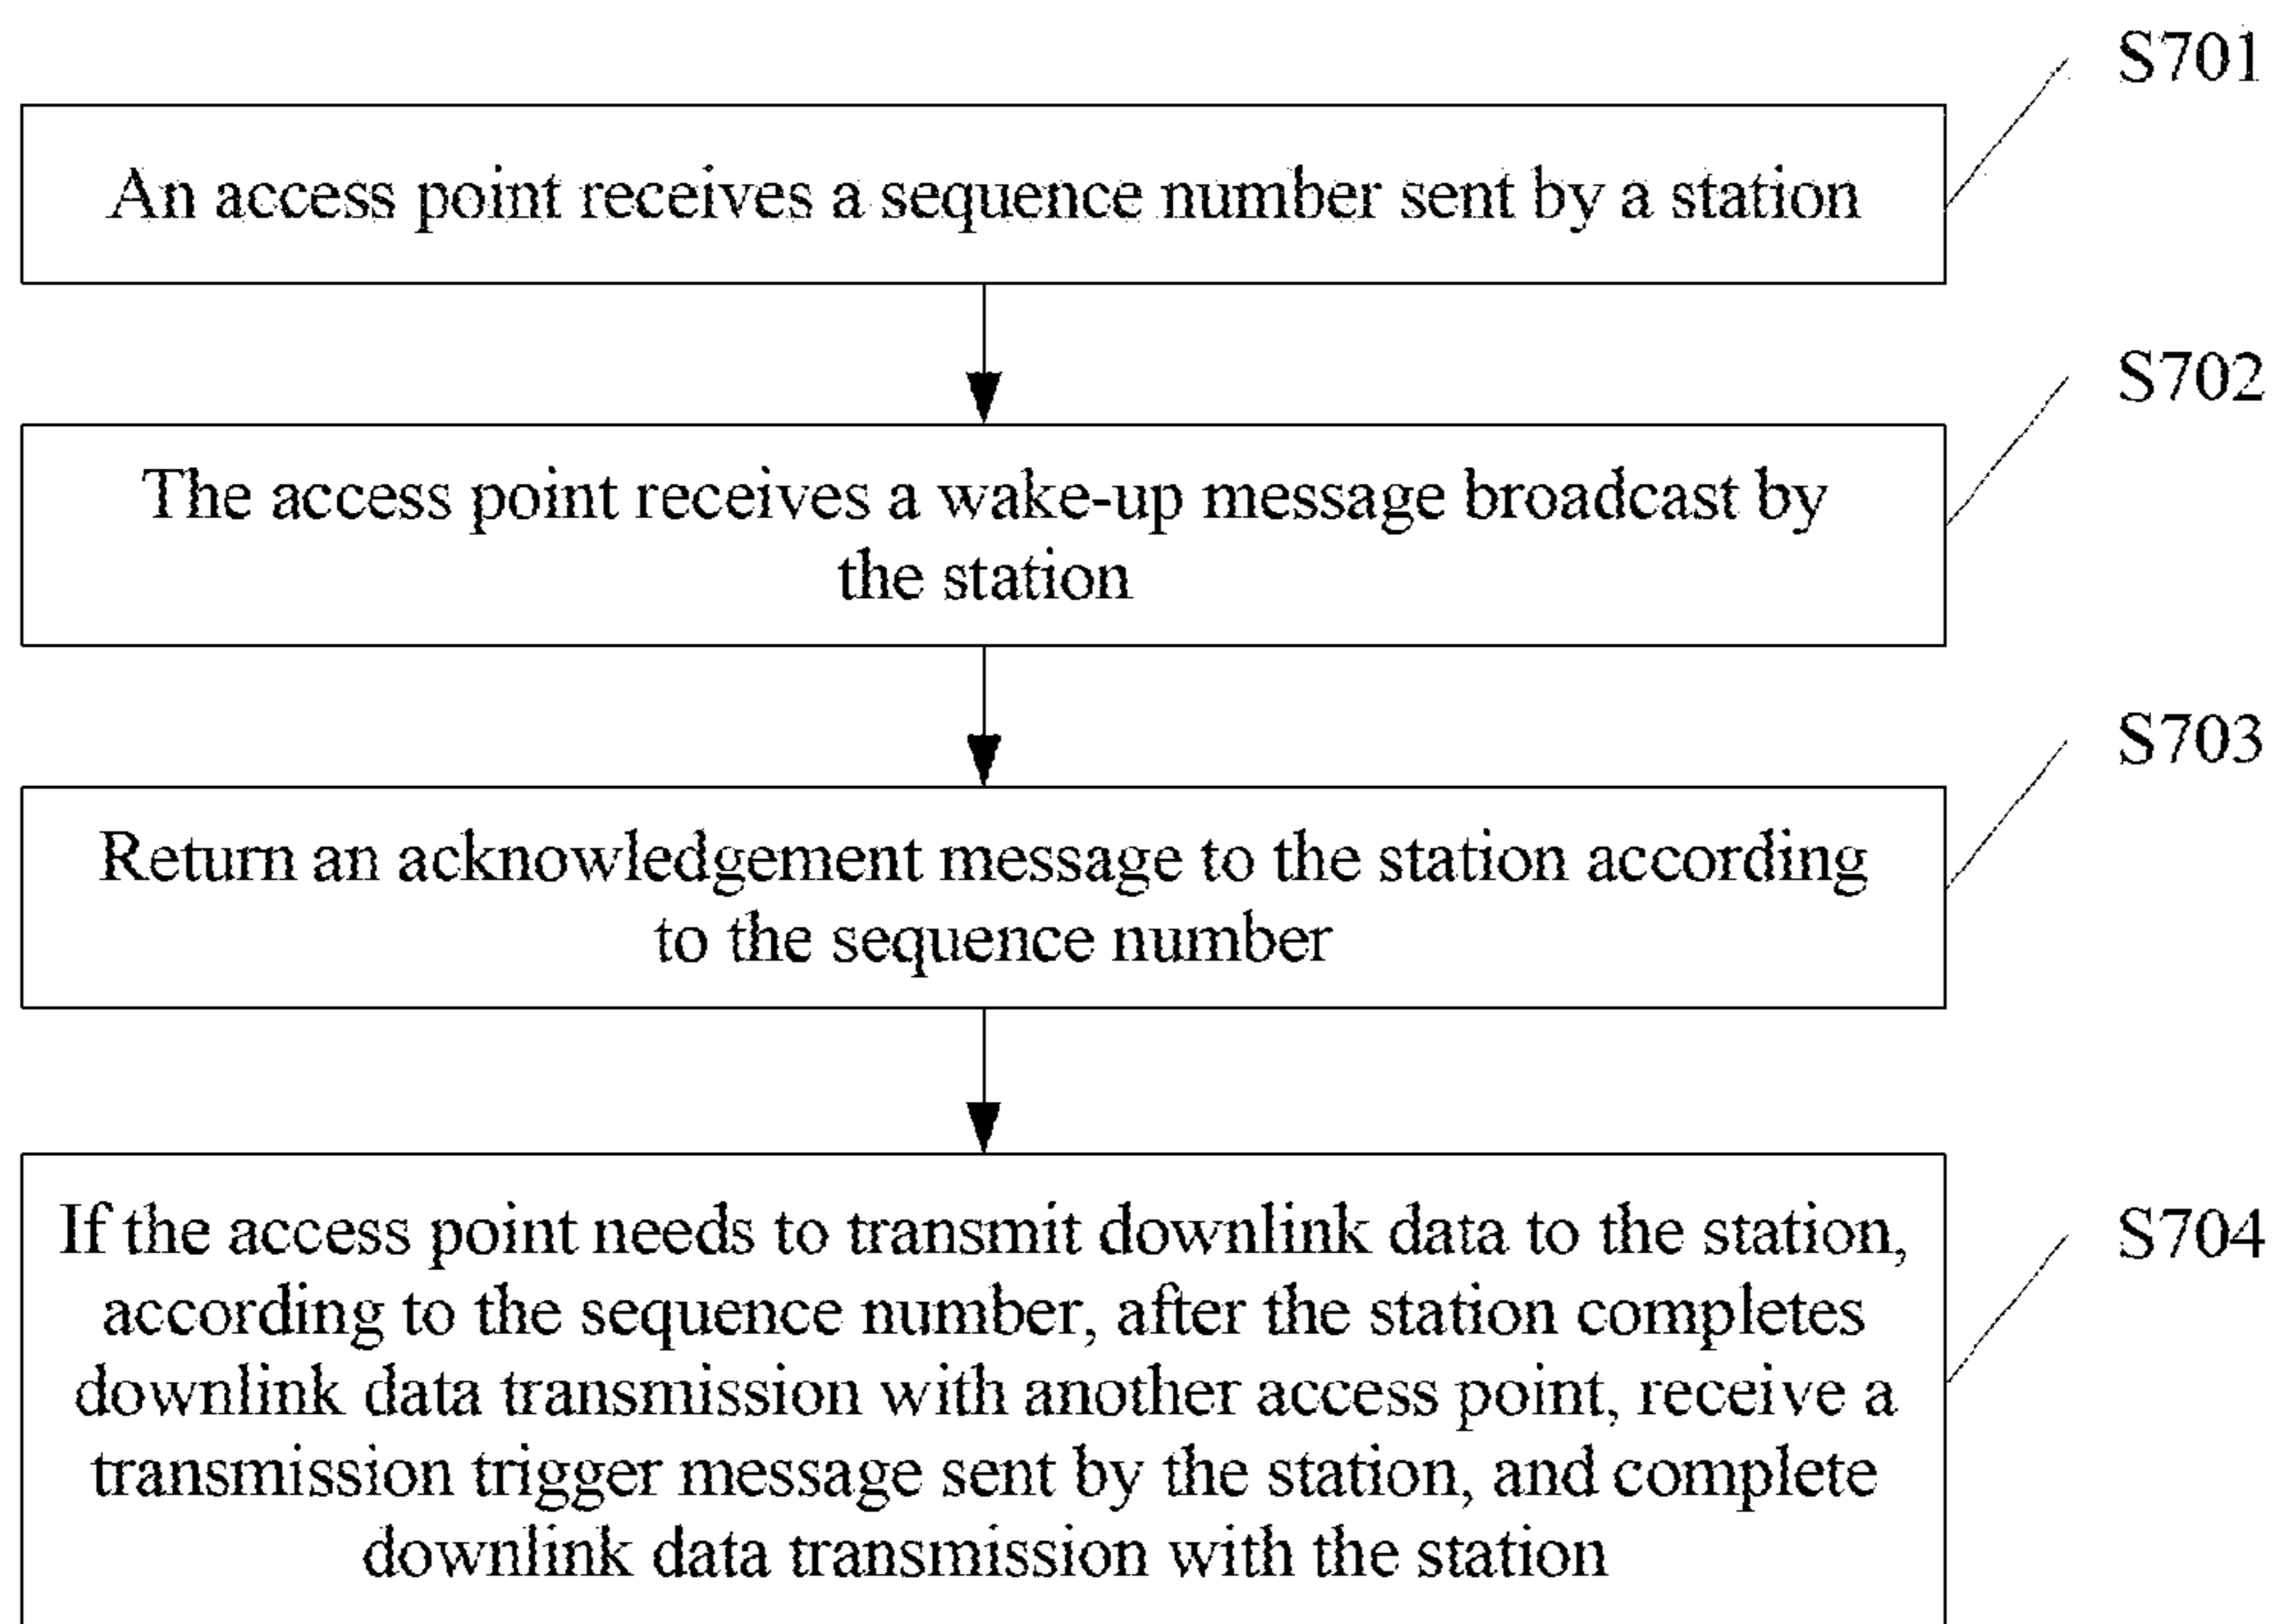 S701
An access point receives a sequence number sent by a station
S702
The access point receives a wake-up message broadcast by
the station
S703
Return an acknowledgement message to the station according
to the sequence number
S704
If the access point needs to transmit downlink data to the station,
according to the sequence number, after the station completes
downlink data transmission with another access point, receive a
transmission trigger message sent by the station, and complete
downlink data transmission with the station